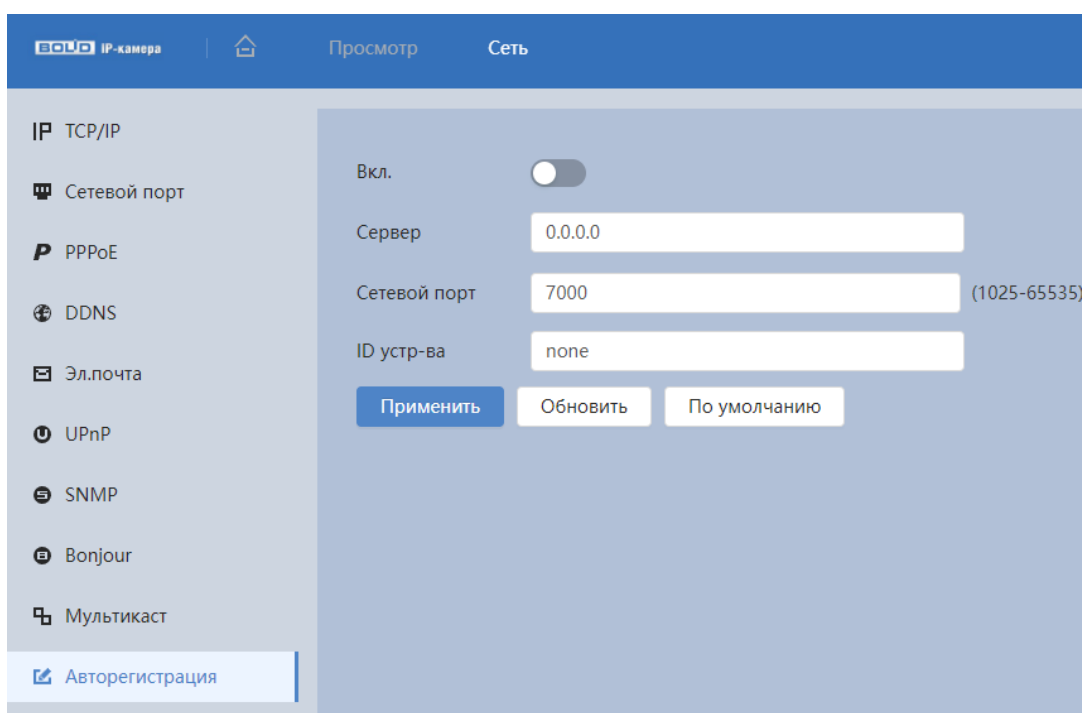 BOLID IP-камера
Просмотр
Сеть
TCP/IP
Сетевой порт
PPPoE
DDNS
Эл.почта
UPnP
SNMP
Bonjour
Мультикаст
Авторегистрация
Вкл.
Сервер 0.0.0.0
Сетевой порт 7000 (1025-65535)
ID устр-ва none
Применить Обновить По умолчанию